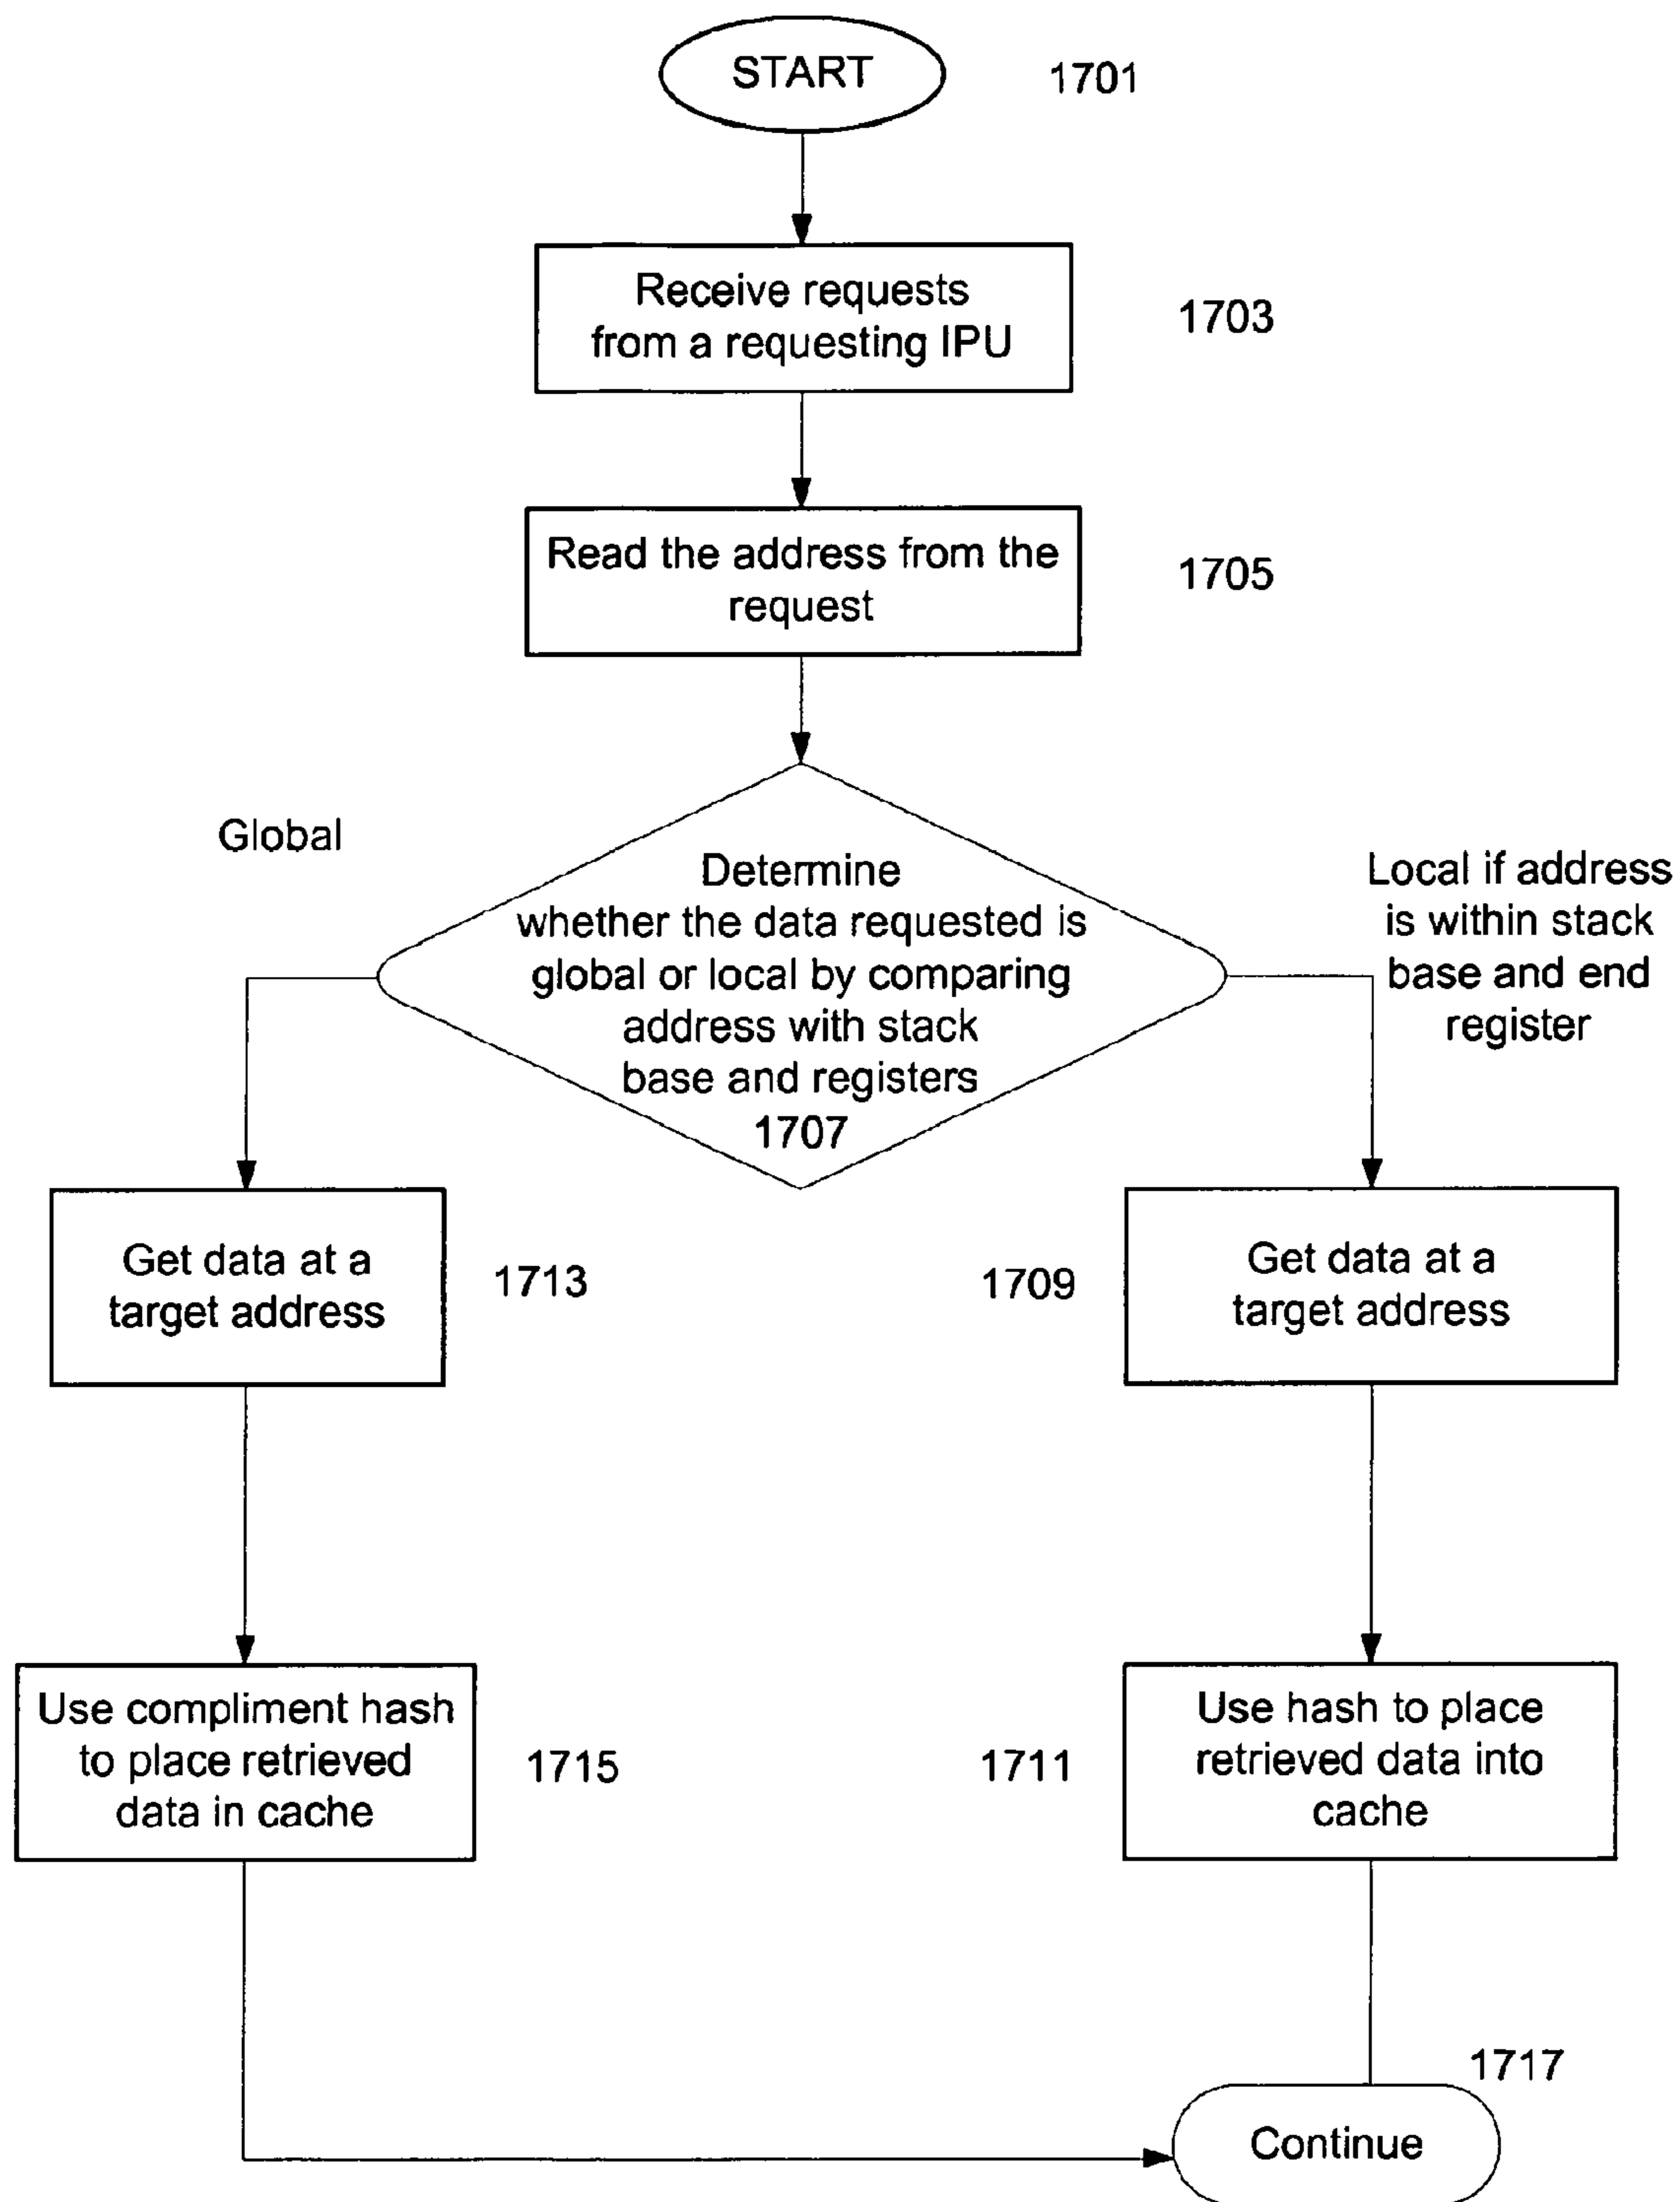 START
1701
Receive requests
from a requesting IPU
1703
Read the address from the
request
1705
Global
Determine
whether the data requested is
global or local by comparing
address with stack
base and registers
1707
Local if address
is within stack
base and end
register
Get data at a
target address
1713
1709
Get data at a
target address
Use compliment hash
to place retrieved
data in cache
1715
1711
Use hash to place
retrieved data into
cache
1717
Continue